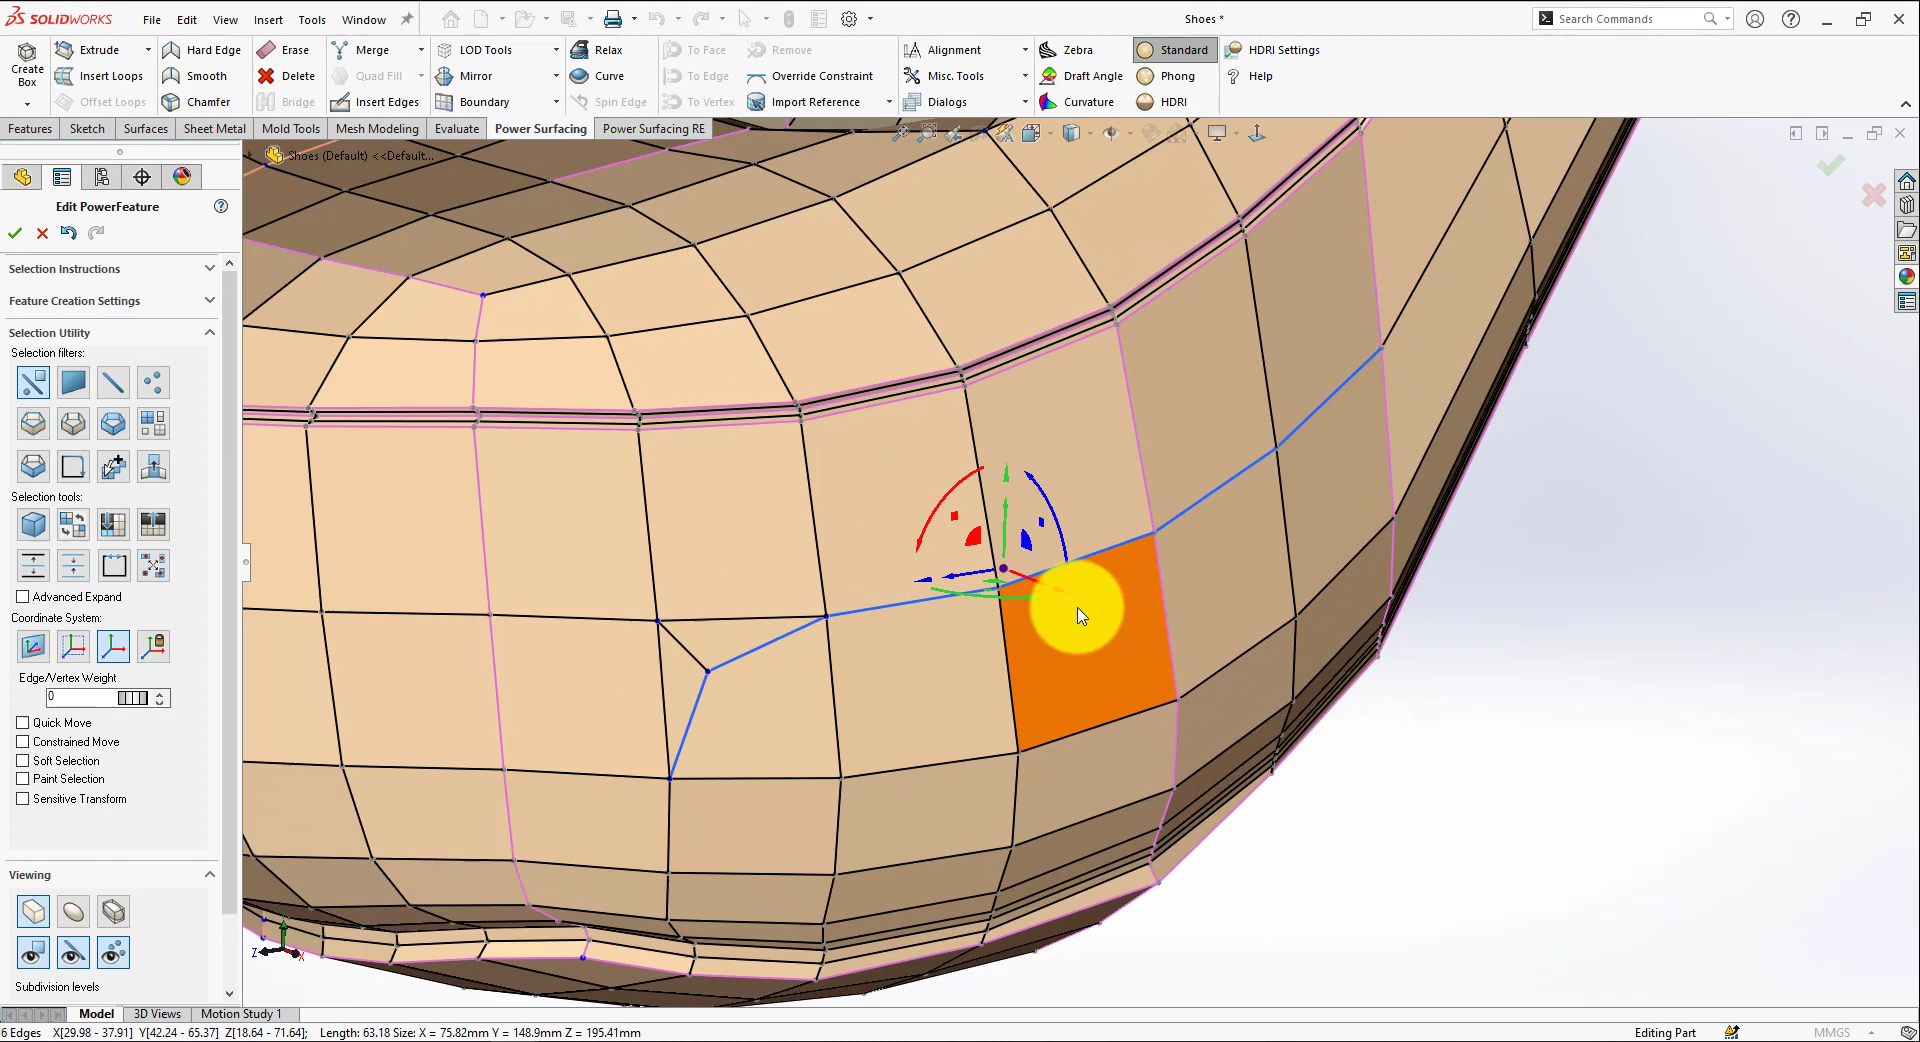 SOLIDWORKS File Edit View Insert Tools Window Shoes * Search Commands
Create Box
Extrude Hard Edge Erase Merge LOD Tools Relax To Face Remove Alignment Zebra Standard HDRI Settings
Insert Loops Smooth Delete Quad Fill Mirror Curve To Edge Override Constraint Misc. Tools Draft Angle Phong Help
Offset Loops Chamfer Bridge Insert Edges Boundary Spin Edge To Vertex Import Reference Dialogs Curvature HDRI
Features Sketch Surfaces Sheet Metal Mold Tools Mesh Modeling Evaluate Power Surfacing Power Surfacing RE
Shoes (Default) <<Default...
Edit PowerFeature
Selection Instructions
Feature Creation Settings
Selection Utility
Selection filters:
Selection tools:
Advanced Expand
Coordinate System:
Edge/Vertex Weight
0
Quick Move
Constrained Move
Soft Selection
Paint Selection
Sensitive Transform
Viewing
Z X
Subdivision levels
Model 3D Views Motion Study 1
6 Edges X[29.98 - 37.91] Y[42.24 - 65.37] Z[18.64 - 71.64]; Length: 63.18 Size: X = 75.82mm Y = 148.9mm Z = 195.41mm Editing Part MMGS